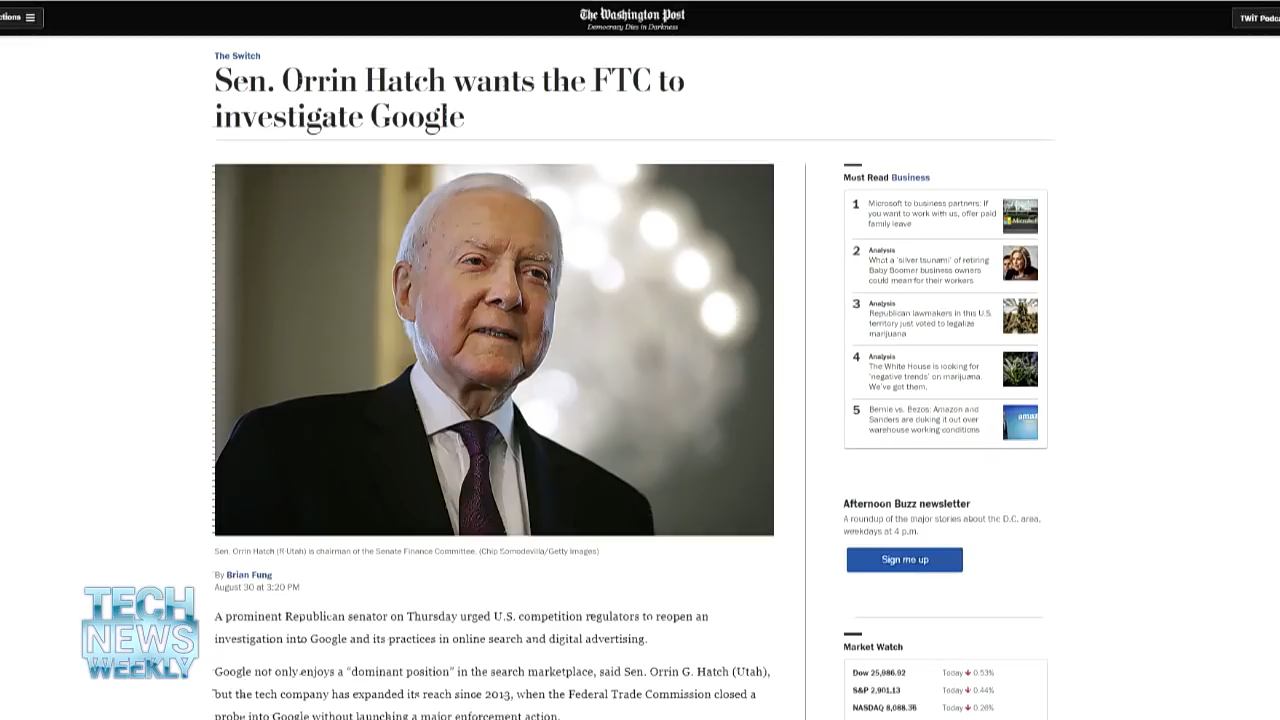 ctions
The Washington Post
Democracy Dies in Darkness
TWiT Podc
The Switch
Sen. Orrin Hatch wants the FTC to
investigate Google
Sen. Orrin Hatch (R-Utah) is chairman of the Senate Finance Committee. (Chip Somodevilla/Getty Images)
By Brian Fung
August 30 at 3:20 PM
A prominent Republican senator on Thursday urged U.S. competition regulators to reopen an
investigation into Google and its practices in online search and digital advertising.
Google not only enjoys a “dominant position” in the search marketplace, said Sen. Orrin G. Hatch (Utah),
but the tech company has expanded its reach since 2013, when the Federal Trade Commission closed a
probe into Google without launching a major enforcement action.
Must Read Business
1
Microsoft to business partners: If
you want to work with us, offer paid
family leave
Microsoft
2
Analysis
What a ‘silver tsunami’ of retiring
Baby Boomer business owners
could mean for their workers
3
Analysis
Republican lawmakers in this U.S.
territory just voted to legalize
marijuana
4
Analysis
The White House is looking for
‘negative trends’ on marijuana.
We’ve got them.
5
Bernie vs. Bezos: Amazon and
Sanders are duking it out over
warehouse working conditions
amaz
Afternoon Buzz newsletter
A roundup of the major stories about the D.C. area,
weekdays at 4 p.m.
Sign me up
Market Watch
Dow 25,986.92 Today 0.53%
S&P 2,901.13 Today 0.44%
NASDAQ 8,088.36 Today 0.26%
TECH
NEWS
WEEKLY